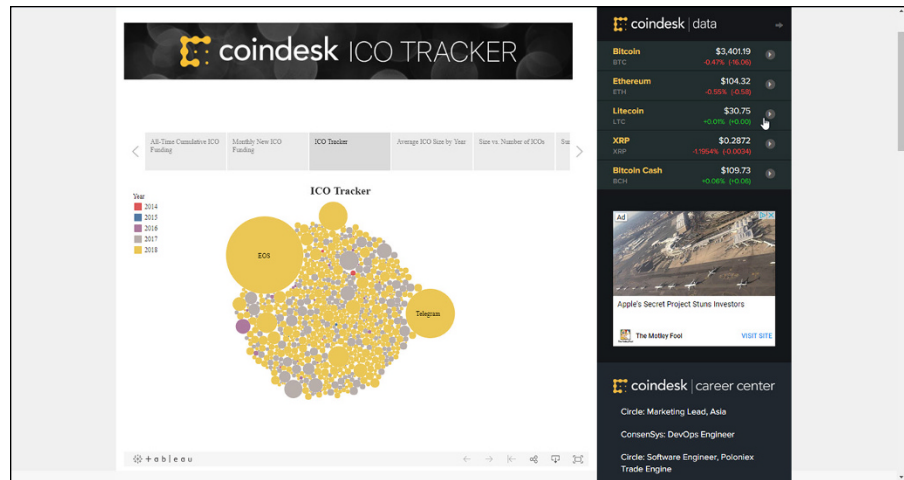 coindesk ICO TRACKER
All-Time Cumulative ICO
Funding
Monthly New ICO
Funding
ICO Tracker
Average ICO Size by Year
Size vs. Number of ICOs
ICO Tracker
Year
2014
2015
2016
2017
2018
EOS
Telegram
+ a b l e a u
coindesk | data
Bitcoin $3,401.19
BTC -0.47% (-16.06)
Ethereum $104.32
ETH -0.55% (-0.58)
Litecoin $30.75
LTC +0.01% (+0.00)
XRP $0.2872
XRP -1.1954% (-0.0034)
Bitcoin Cash $109.73
BCH +0.06% (+0.06)
Ad
Apple's Secret Project Stuns Investors
The Motley Fool VISIT SITE
coindesk | career center
Circle: Marketing Lead, Asia
ConsenSys: DevOps Engineer
Circle: Software Engineer, Poloniex
Trade Engine